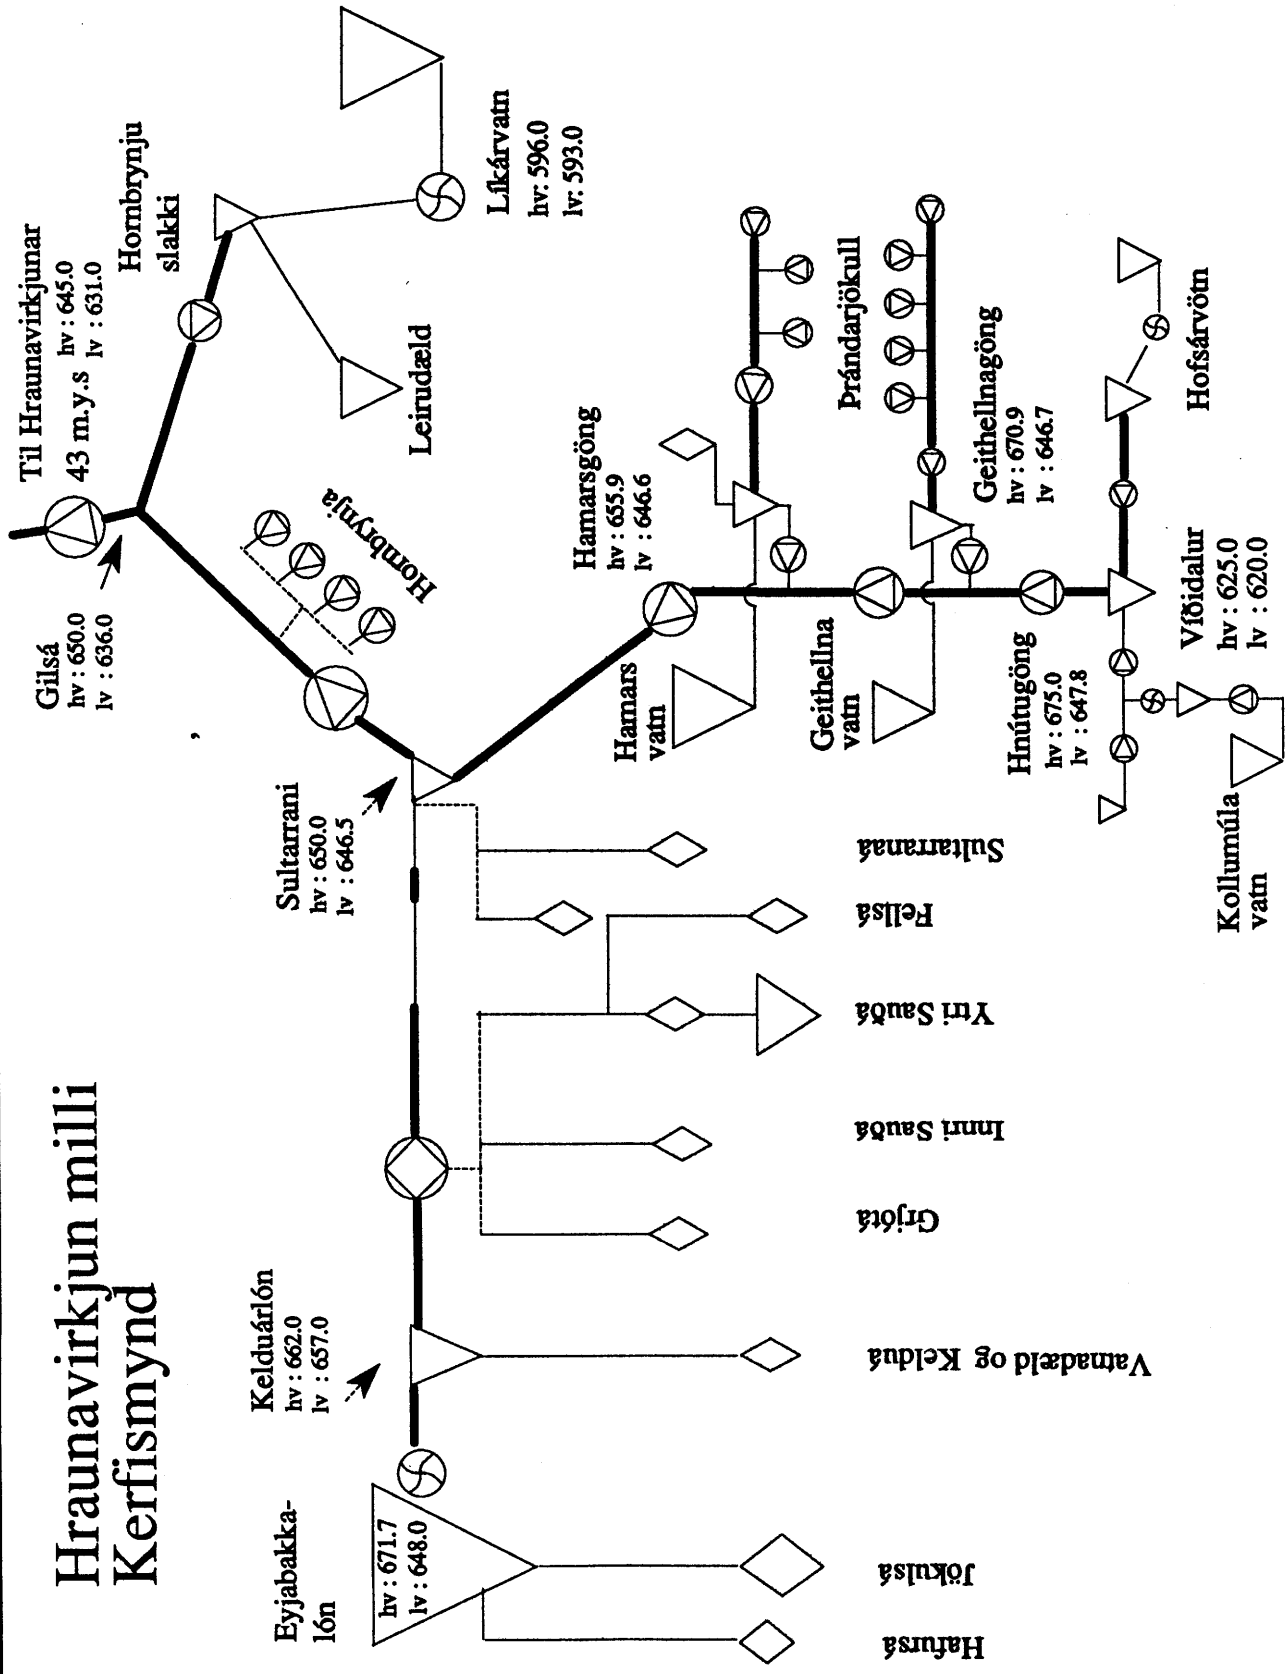 Hraunavirkjun milli
Kerfismynd
Til Hraunavirkjunar
43 m.y.s
hv : 645.0
lv : 631.0
Gilsá
hv : 650.0
lv : 636.0
Hornbrynju
slakki
Líkárvatn
hv: 596.0
lv: 593.0
Leirudæld
Hornbrynja
Sultarrani
hv : 650.0
lv : 646.5
Kelduárlón
hv : 662.0
lv : 657.0
Eyjabakka-
lón
hv : 671.7
lv : 648.0
Hamarsgöng
hv : 655.9
lv : 646.6
Hamars
vatn
Þrándarjökull
Geithellna
vatn
Geithellnagöng
hv : 670.9
lv : 646.7
Hnútugöng
hv : 675.0
lv : 647.8
Víðidalur
hv : 625.0
lv : 620.0
Hofsárvötn
Kollumúla
vatn
Hafursá
Jökulsá
Vatnadæld og Kelduá
Grjótá
Innri Sauðá
Ytri Sauðá
Fellsá
Sultarranaá